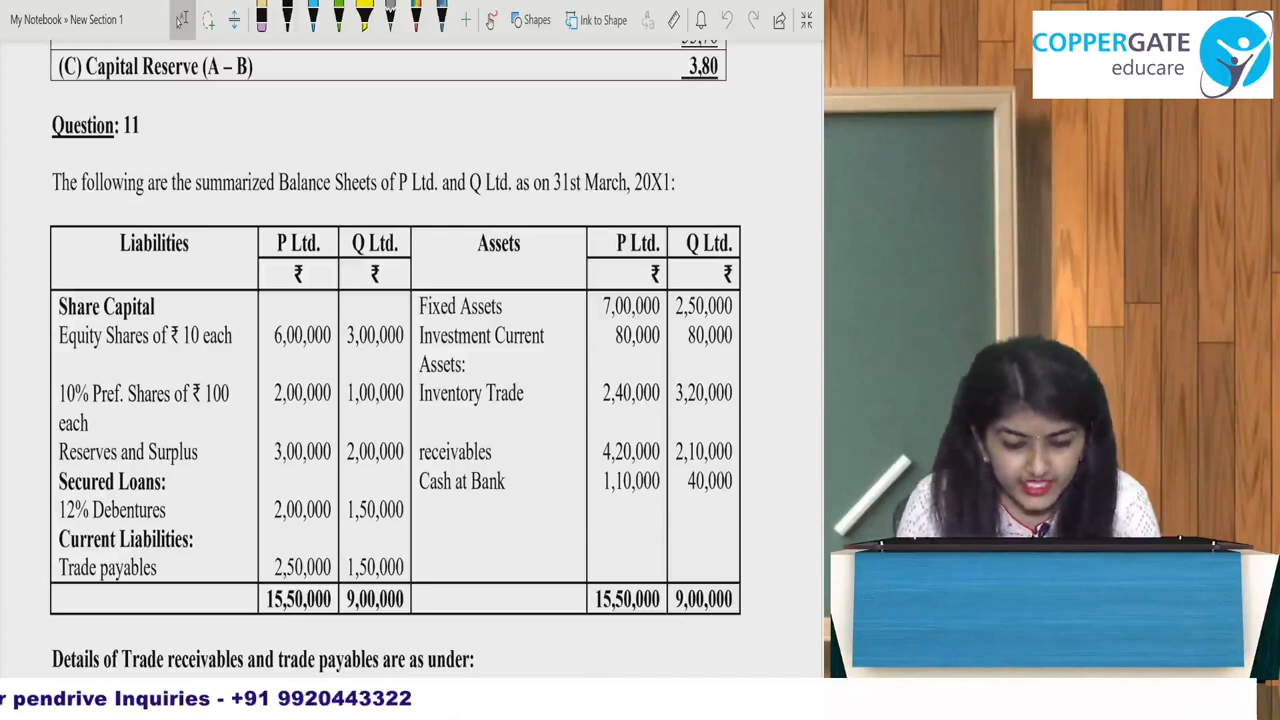 My Notebook » New Section 1
Shapes
Ink to Shape
COPPERGATE
educare
(C) Capital Reserve (A – B) 3,80
Question: 11
The following are the summarized Balance Sheets of P Ltd. and Q Ltd. as on 31st March, 20X1:
Liabilities P Ltd. Q Ltd. Assets P Ltd. Q Ltd.
₹ ₹ ₹ ₹
Share Capital Fixed Assets 7,00,000 2,50,000
Equity Shares of ₹ 10 each 6,00,000 3,00,000 Investment Current 80,000 80,000
Assets:
10% Pref. Shares of ₹ 100 2,00,000 1,00,000 Inventory Trade 2,40,000 3,20,000
each
Reserves and Surplus 3,00,000 2,00,000 receivables 4,20,000 2,10,000
Secured Loans: Cash at Bank 1,10,000 40,000
12% Debentures 2,00,000 1,50,000
Current Liabilities:
Trade payables 2,50,000 1,50,000
15,50,000 9,00,000 15,50,000 9,00,000
Details of Trade receivables and trade payables are as under:
r pendrive Inquiries - +91 9920443322